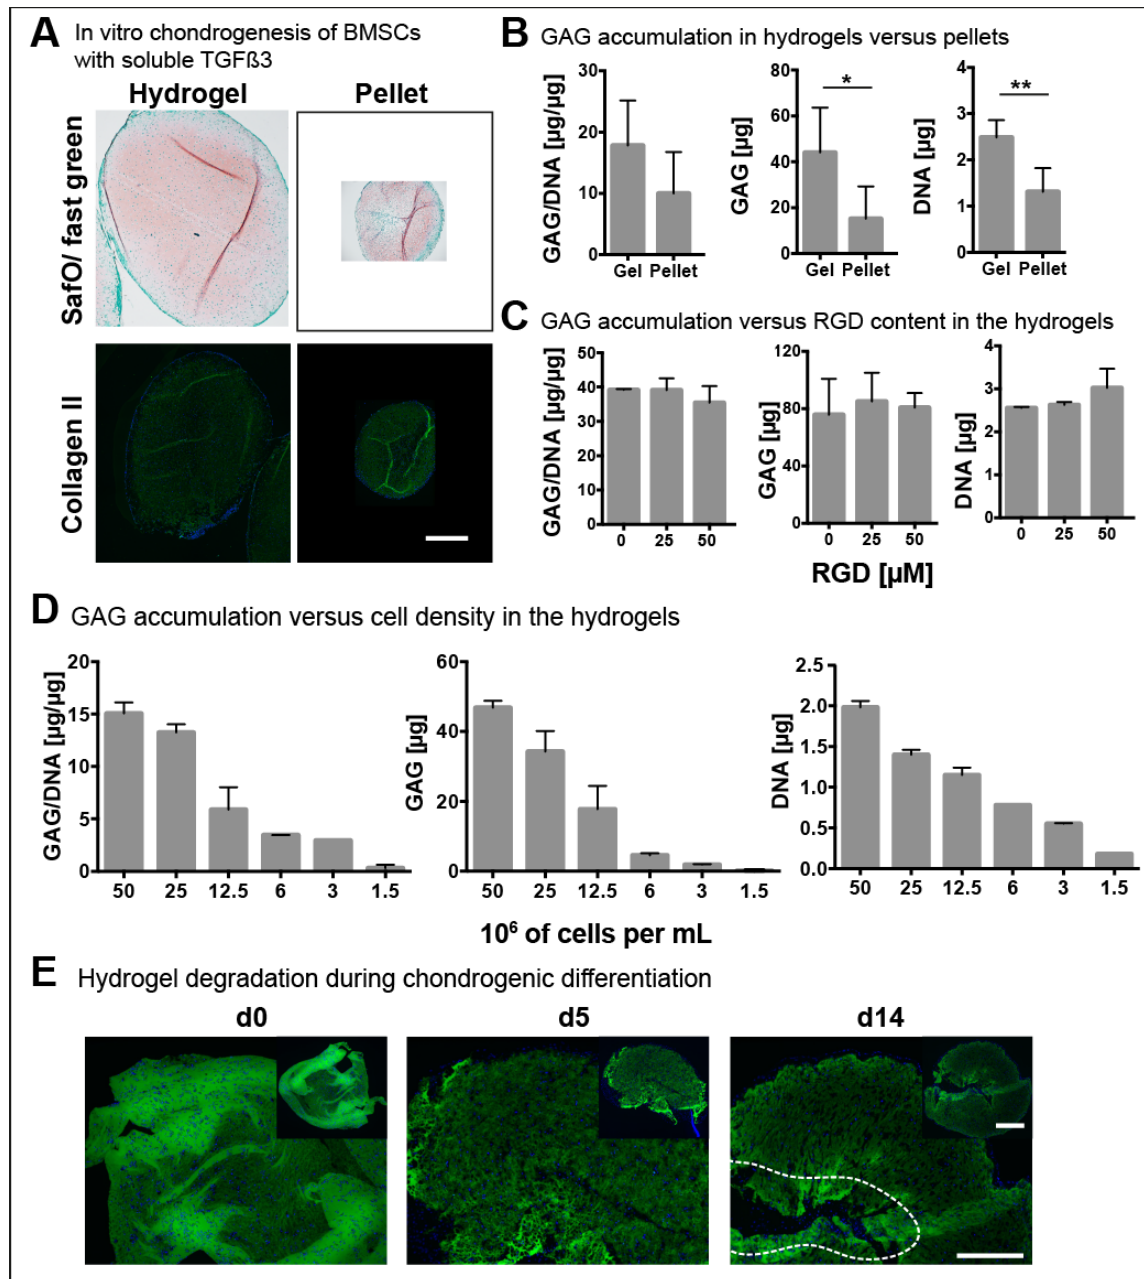 A In vitro chondrogenesis of BMSCs
with soluble TGFß3
Hydrogel Pellet
SafO/ fast green
Collagen II
B GAG accumulation in hydrogels versus pellets
GAG/DNA [µg/µg]
30
20
10
0
Gel Pellet
GAG [µg]
80
60
40
20
0
*
Gel Pellet
DNA [µg]
4
3
2
1
0
**
Gel Pellet
C GAG accumulation versus RGD content in the hydrogels
GAG/DNA [µg/µg]
50
40
30
20
10
0
0 25 50
GAG [µg]
120
80
40
0
0 25 50
DNA [µg]
4
3
2
1
0
0 25 50
RGD [µM]
D GAG accumulation versus cell density in the hydrogels
GAG/DNA [µg/µg]
20
15
10
5
0
50 25 12.5 6 3 1.5
GAG [µg]
60
40
20
0
50 25 12.5 6 3 1.5
DNA [µg]
2.5
2.0
1.5
1.0
0.5
0.0
50 25 12.5 6 3 1.5
10⁶ of cells per mL
E Hydrogel degradation during chondrogenic differentiation
d0 d5 d14